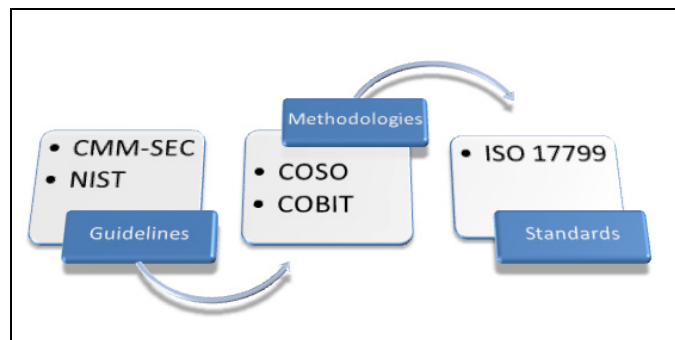 • CMM-SEC
• NIST
Guidelines
Methodologies
• COSO
• COBIT
• ISO 17799
Standards